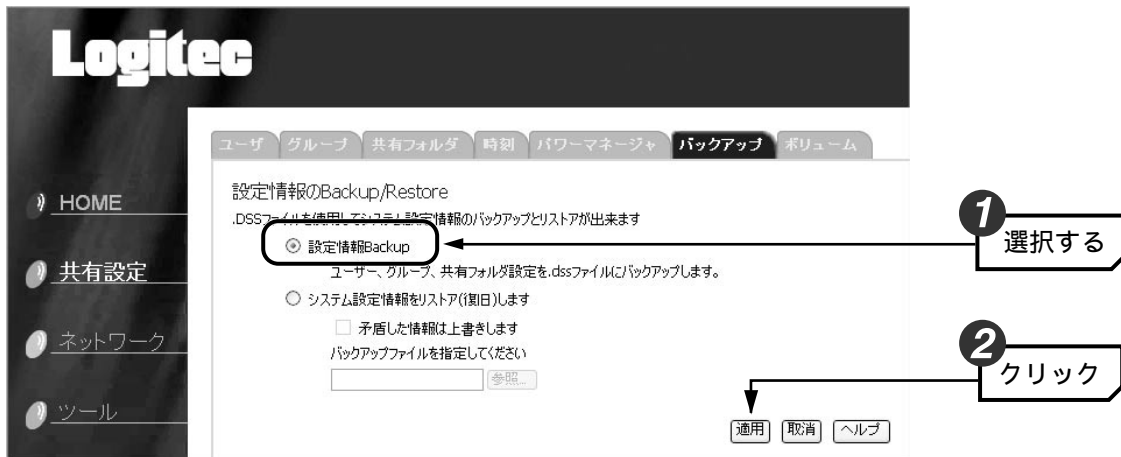 Logitec
ユーザ グループ 共有フォルダ 時刻 パワーマネージャ バックアップ ボリューム
設定情報のBackup/Restore
.DSSファイルを使用してシステム設定情報のバックアップとリストアが出来ます
設定情報Backup
ユーザー、グループ、共有フォルダ設定を.dssファイルにバックアップします。
システム設定情報をリストア(復旧)します
矛盾した情報は上書きします
バックアップファイルを指定してください
参照...
適用 取消 ヘルプ
HOME
共有設定
ネットワーク
ツール
1
選択する
2
クリック